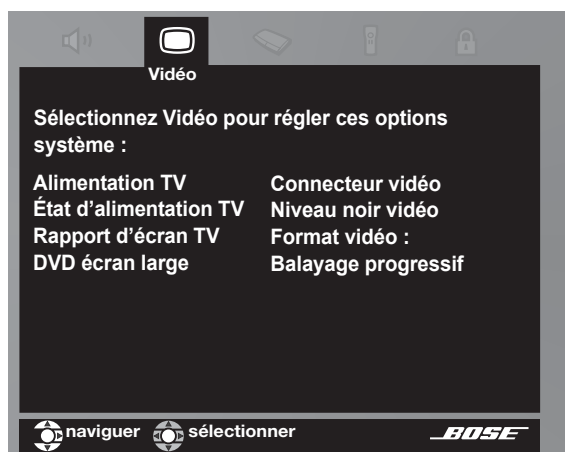 Vidéo
Sélectionnez Vidéo pour régler ces options
système :
Alimentation TV
État d'alimentation TV
Rapport d'écran TV
DVD écran large
Connecteur vidéo
Niveau noir vidéo
Format vidéo :
Balayage progressif
naviguer sélectionner BOSE